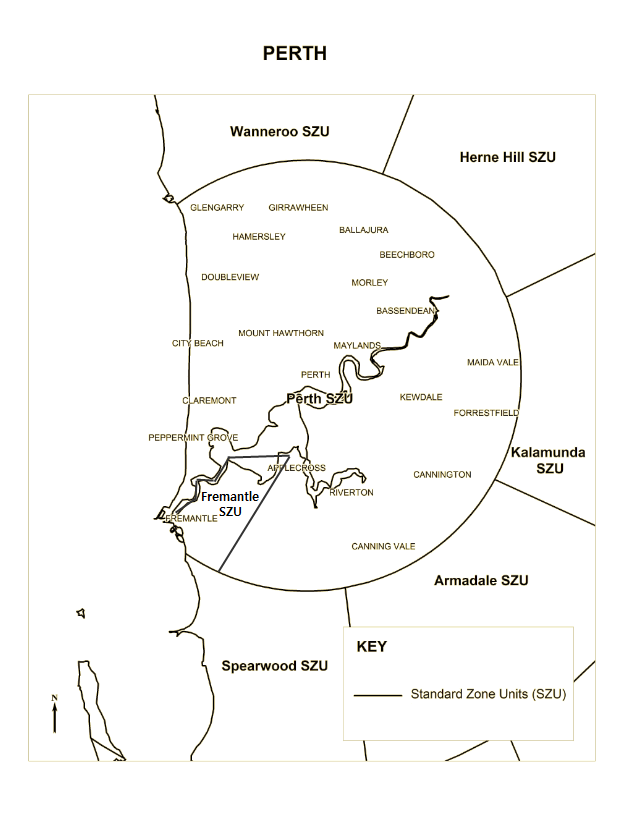 PERTH
Wanneroo SZU
Herne Hill SZU
GLENGARRY
GIRRAWHEEN
HAMERSLEY
BALLAJURA
BEECHBORO
DOUBLEVIEW
MORLEY
BASSENDEAN
MOUNT HAWTHORN
CITY BEACH
MAYLANDS
MAIDA VALE
PERTH
Perth SZU
CLAREMONT
KEWDALE
FORRESTFIELD
PEPPERMINT GROVE
Kalamunda
SZU
APPLECROSS
CANNINGTON
RIVERTON
Fremantle
SZU
FREMANTLE
CANNING VALE
Armadale SZU
Spearwood SZU
KEY
Standard Zone Units (SZU)
N